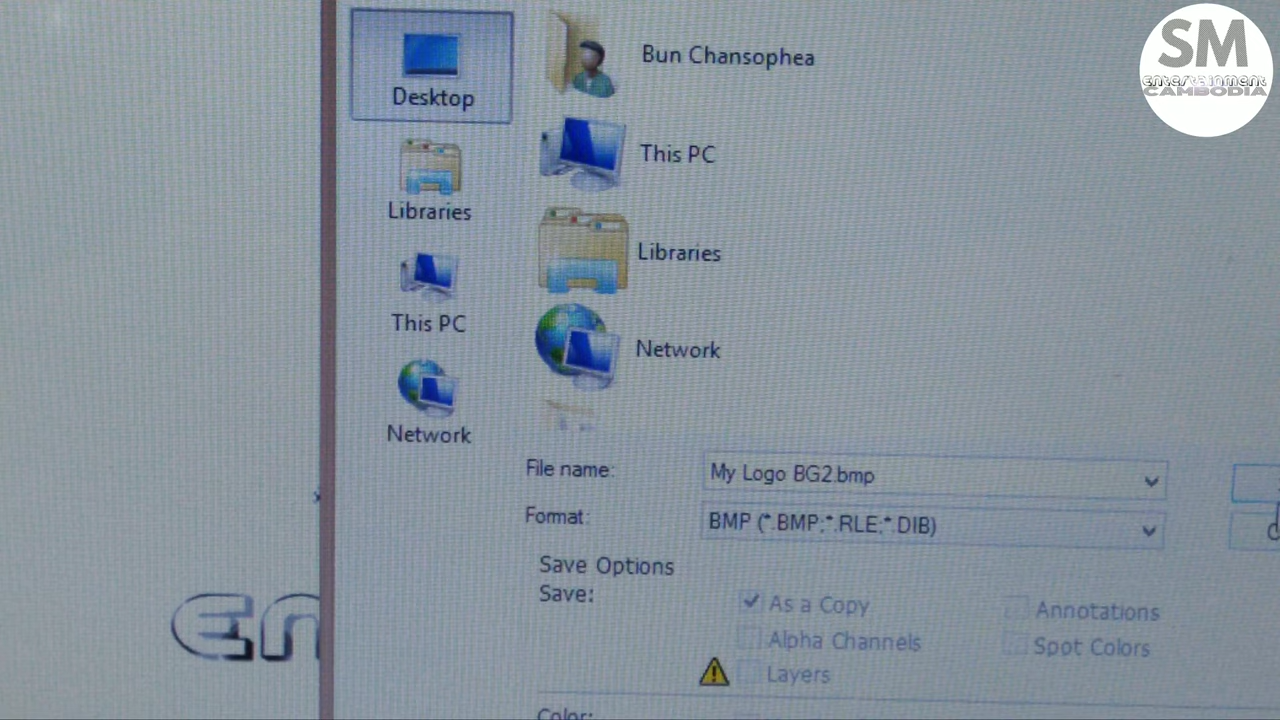 SM
entertainment
CAMBODIA
Desktop
Libraries
This PC
Network
Bun Chansophea
This PC
Libraries
Network
File name:
My Logo BG2.bmp
Format:
BMP (*.BMP;*.RLE;*.DIB)
Save Options
Save:
As a Copy
Annotations
Alpha Channels
Spot Colors
Layers
Color:
en